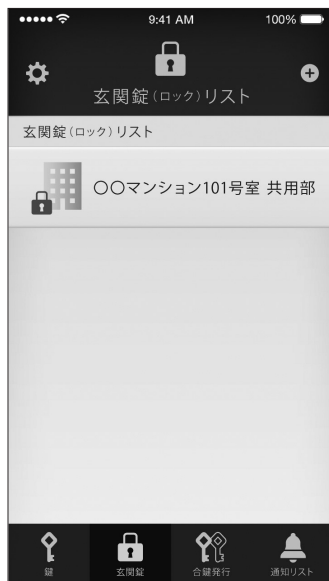 9:41 AM
100%
玄関錠(ロック)リスト
玄関錠(ロック)リスト
〇〇マンション101号室 共用部
鍵
玄関錠
合鍵発行
通知リスト